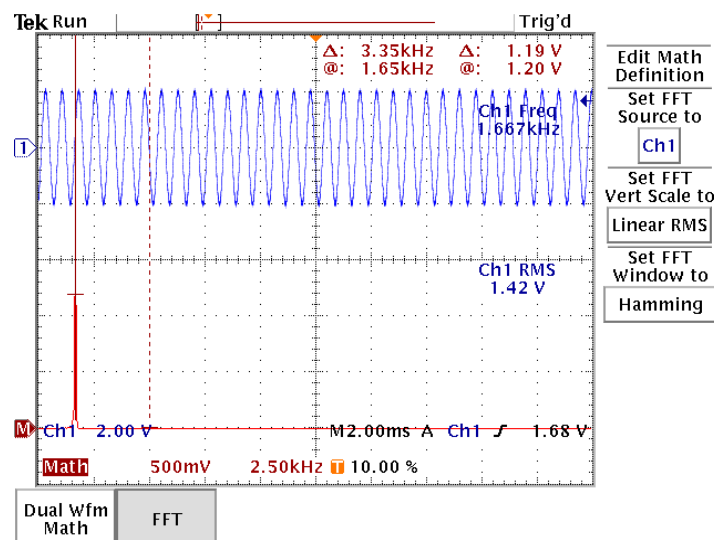 Tek Run
Trig'd
Δ: 3.35kHz Δ: 1.19 V
@: 1.65kHz @: 1.20 V
Ch1 Freq
1.667kHz
1
Ch1 RMS
1.42 V
M
Ch1 2.00 V M2.00ms A Ch1 1.68 V
Math 500mV 2.50kHz T 10.00 %
Edit Math
Definition
Set FFT
Source to
Ch1
Set FFT
Vert Scale to
Linear RMS
Set FFT
Window to
Hamming
Dual Wfm
Math
FFT